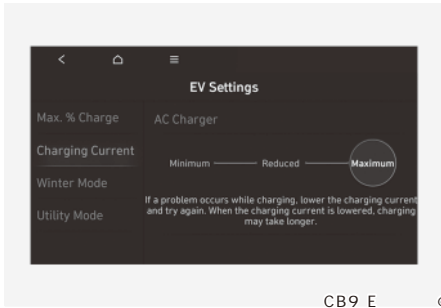 EV Settings
Max. % Charge
AC Charger
Charging Current
Minimum
Reduced
Maximum
Winter Mode
If a problem occurs while charging, lower the charging current
and try again. When the charging current is lowered, charging
may take longer.
Utility Mode
CB9 E